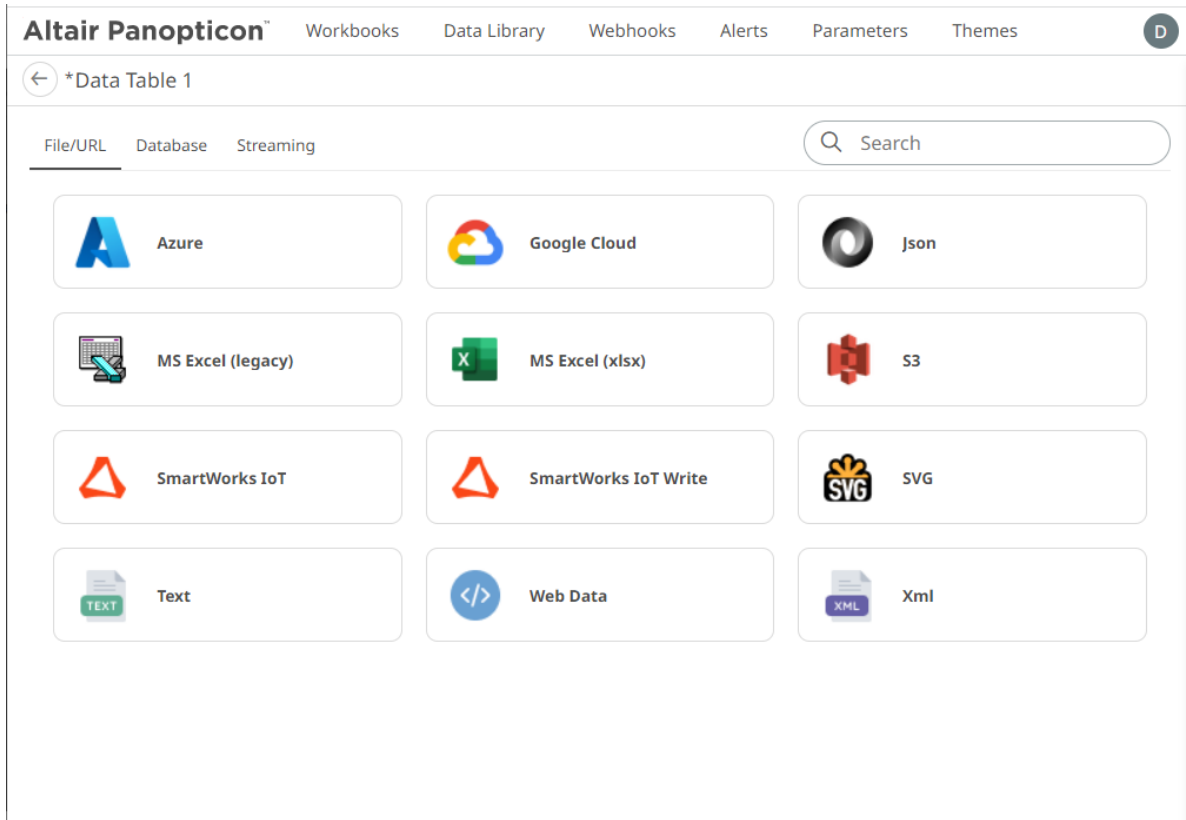 Altair Panopticon™ Workbooks Data Library Webhooks Alerts Parameters Themes D
*Data Table 1
File/URL Database Streaming Search
Azure Google Cloud Json
MS Excel (legacy) X MS Excel (xlsx) S3
SmartWorks IoT SmartWorks IoT Write SVG SVG
TEXT Text </> Web Data XML Xml